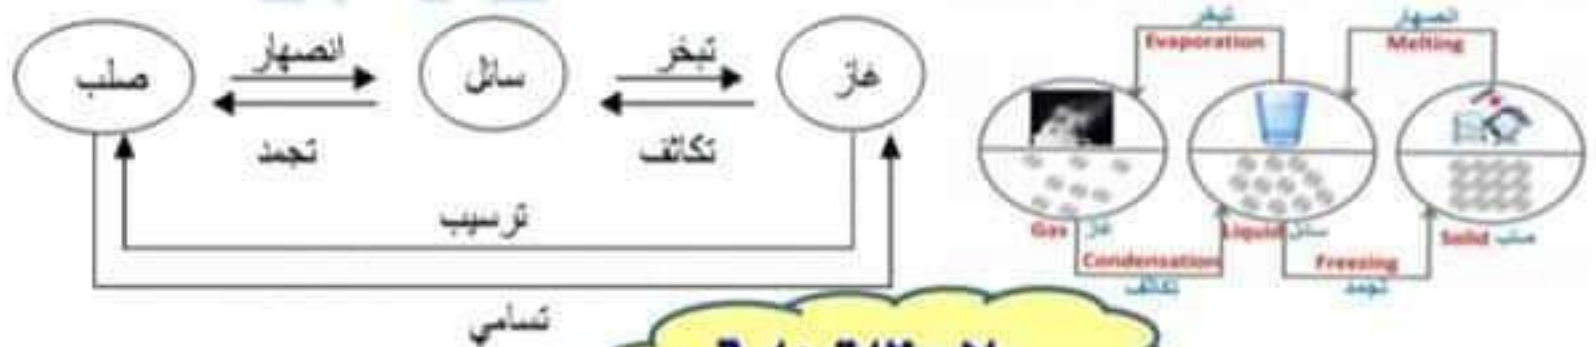 صلب
انصهار
سائل
تبخر
غاز
تجمد
تكاثف
ترسيب
تسامي
تبخر
Evaporation
انصهار
Melting
Gas غاز
Liquid سائل
Solid صلب
Condensation
تكاثف
Freezing
تجمد